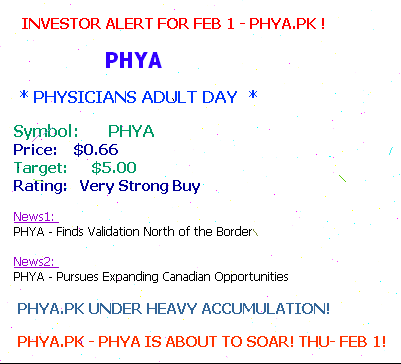 INVESTOR ALERT FOR FEB 1 - PHYA.PK !
PHYA
* PHYSICIANS ADULT DAY *
Symbol: PHYA
Price: $0.66
Target: $5.00
Rating: Very Strong Buy
News1:
PHYA - Finds Validation North of the Border
News2:
PHYA - Pursues Expanding Canadian Opportunities
PHYA.PK UNDER HEAVY ACCUMULATION!
PHYA.PK - PHYA IS ABOUT TO SOAR! THU- FEB 1!